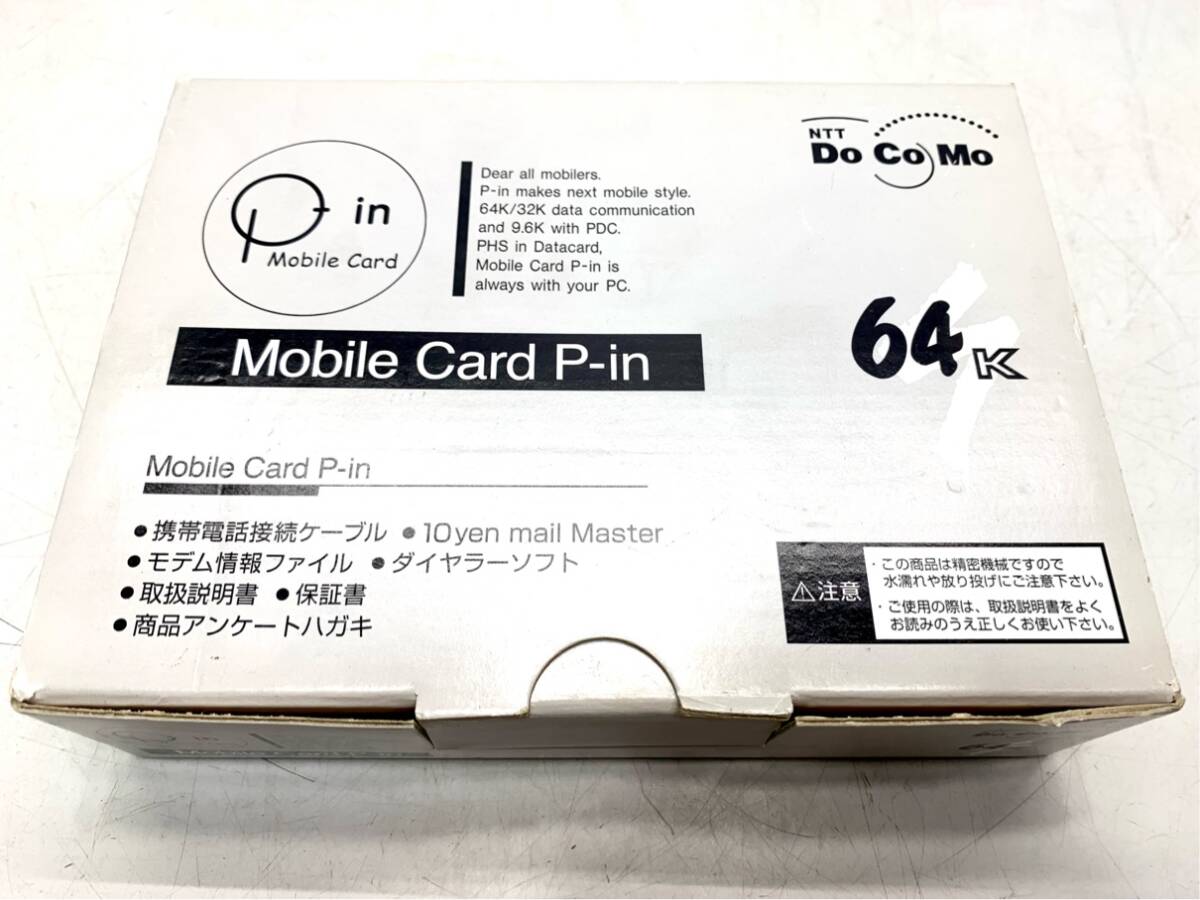 P-in
Mobile Card
Dear all mobilers.
P-in makes next mobile style.
64K/32K data communication
and 9.6K with PDC.
PHS in Datacard,
Mobile Card P-in is
always with your PC.
NTT
DoCoMo
Mobile Card P-in
64K
Mobile Card P-in
●携帯電話接続ケーブル ●10yen mail Master
●モデム情報ファイル ●ダイヤラーソフト
●取扱説明書 ●保証書
●商品アンケートハガキ
⚠注意
・この商品は精密機械ですので
水濡れや放り投げにご注意下さい。
・ご使用の際は、取扱説明書をよく
お読みのうえ正しくお使い下さい。
in
64